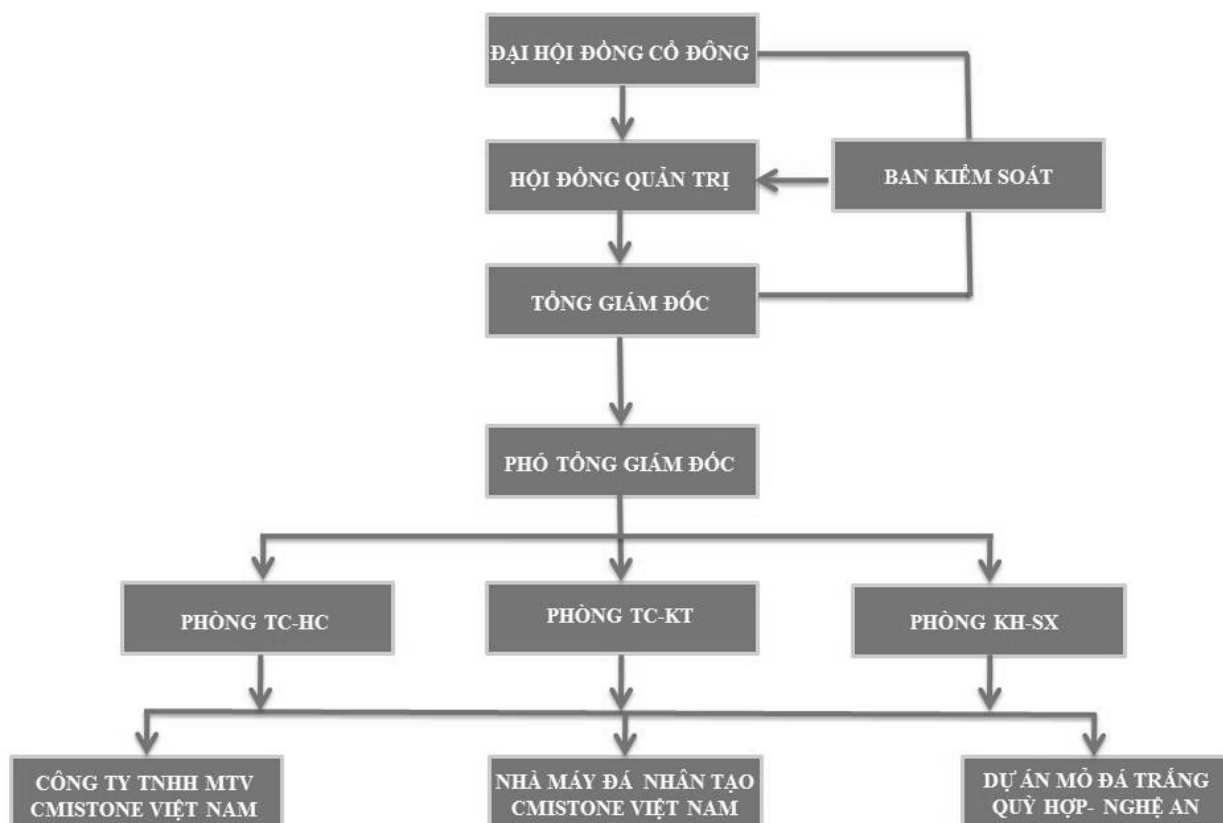 ĐẠI HỘI ĐỒNG CỔ ĐÔNG
HỘI ĐỒNG QUẢN TRỊ
BAN KIỂM SOÁT
TỔNG GIÁM ĐỐC
PHÓ TỔNG GIÁM ĐỐC
PHÒNG TC-HC
PHÒNG TC-KT
PHÒNG KH-SX
CÔNG TY TNHH MTV
CMISTONE VIỆT NAM
NHÀ MÁY ĐÁ NHÂN TẠO
CMISTONE VIỆT NAM
DỰ ÁN MỎ ĐÁ TRẮNG
QUỲ HỢP- NGHỆ AN